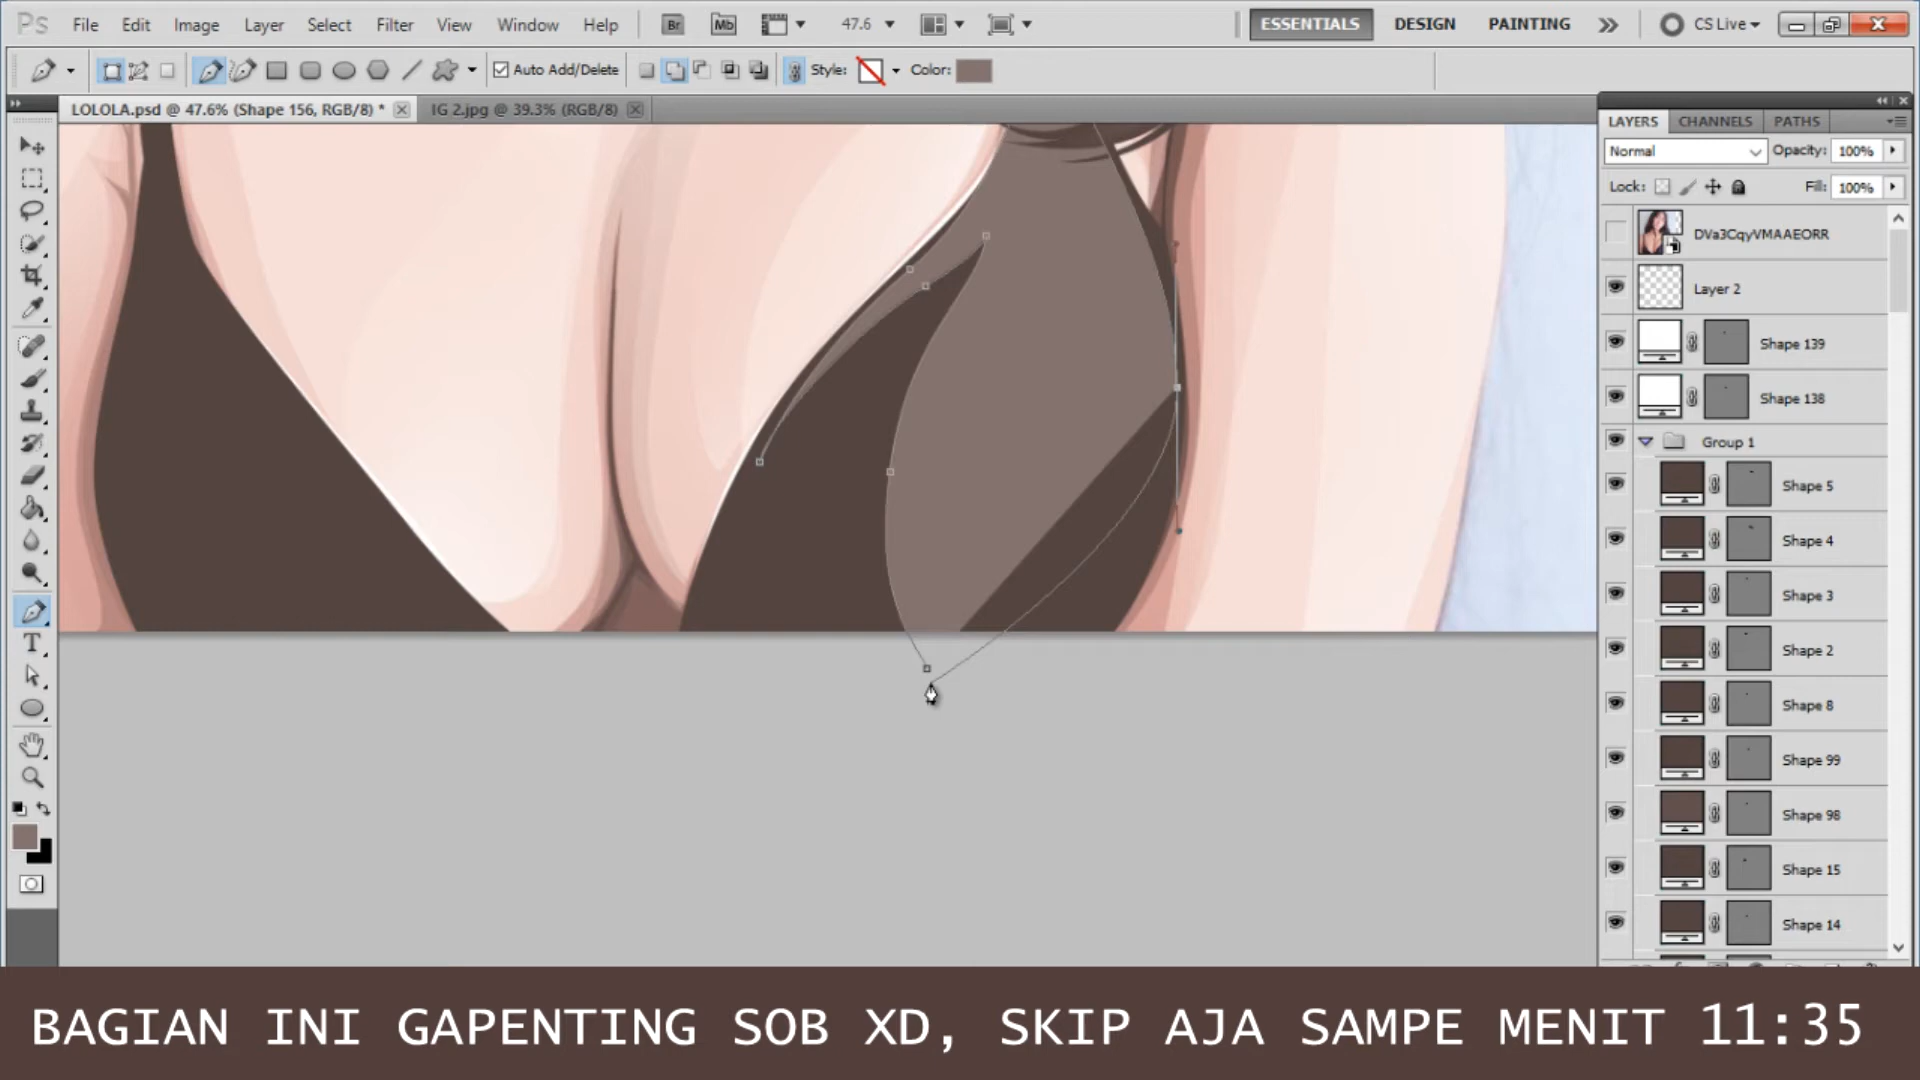 Ps File Edit Image Layer Select Filter View Window Help Br Mb 47.6 ESSENTIALS DESIGN PAINTING CS Live
Auto Add/Delete Style: Color:
LOLOLA.psd @ 47.6% (Shape 156, RGB/8) * IG 2.jpg @ 39.3% (RGB/8)
LAYERS CHANNELS PATHS
Normal Opacity: 100%
Lock: Fill: 100%
DVa3CqyVMAAEORR
Layer 2
Shape 139
Shape 138
Group 1
Shape 5
Shape 4
Shape 3
Shape 2
Shape 8
Shape 99
Shape 98
Shape 15
Shape 14
BAGIAN INI GAPENTING SOB XD, SKIP AJA SAMPE MENIT 11:35